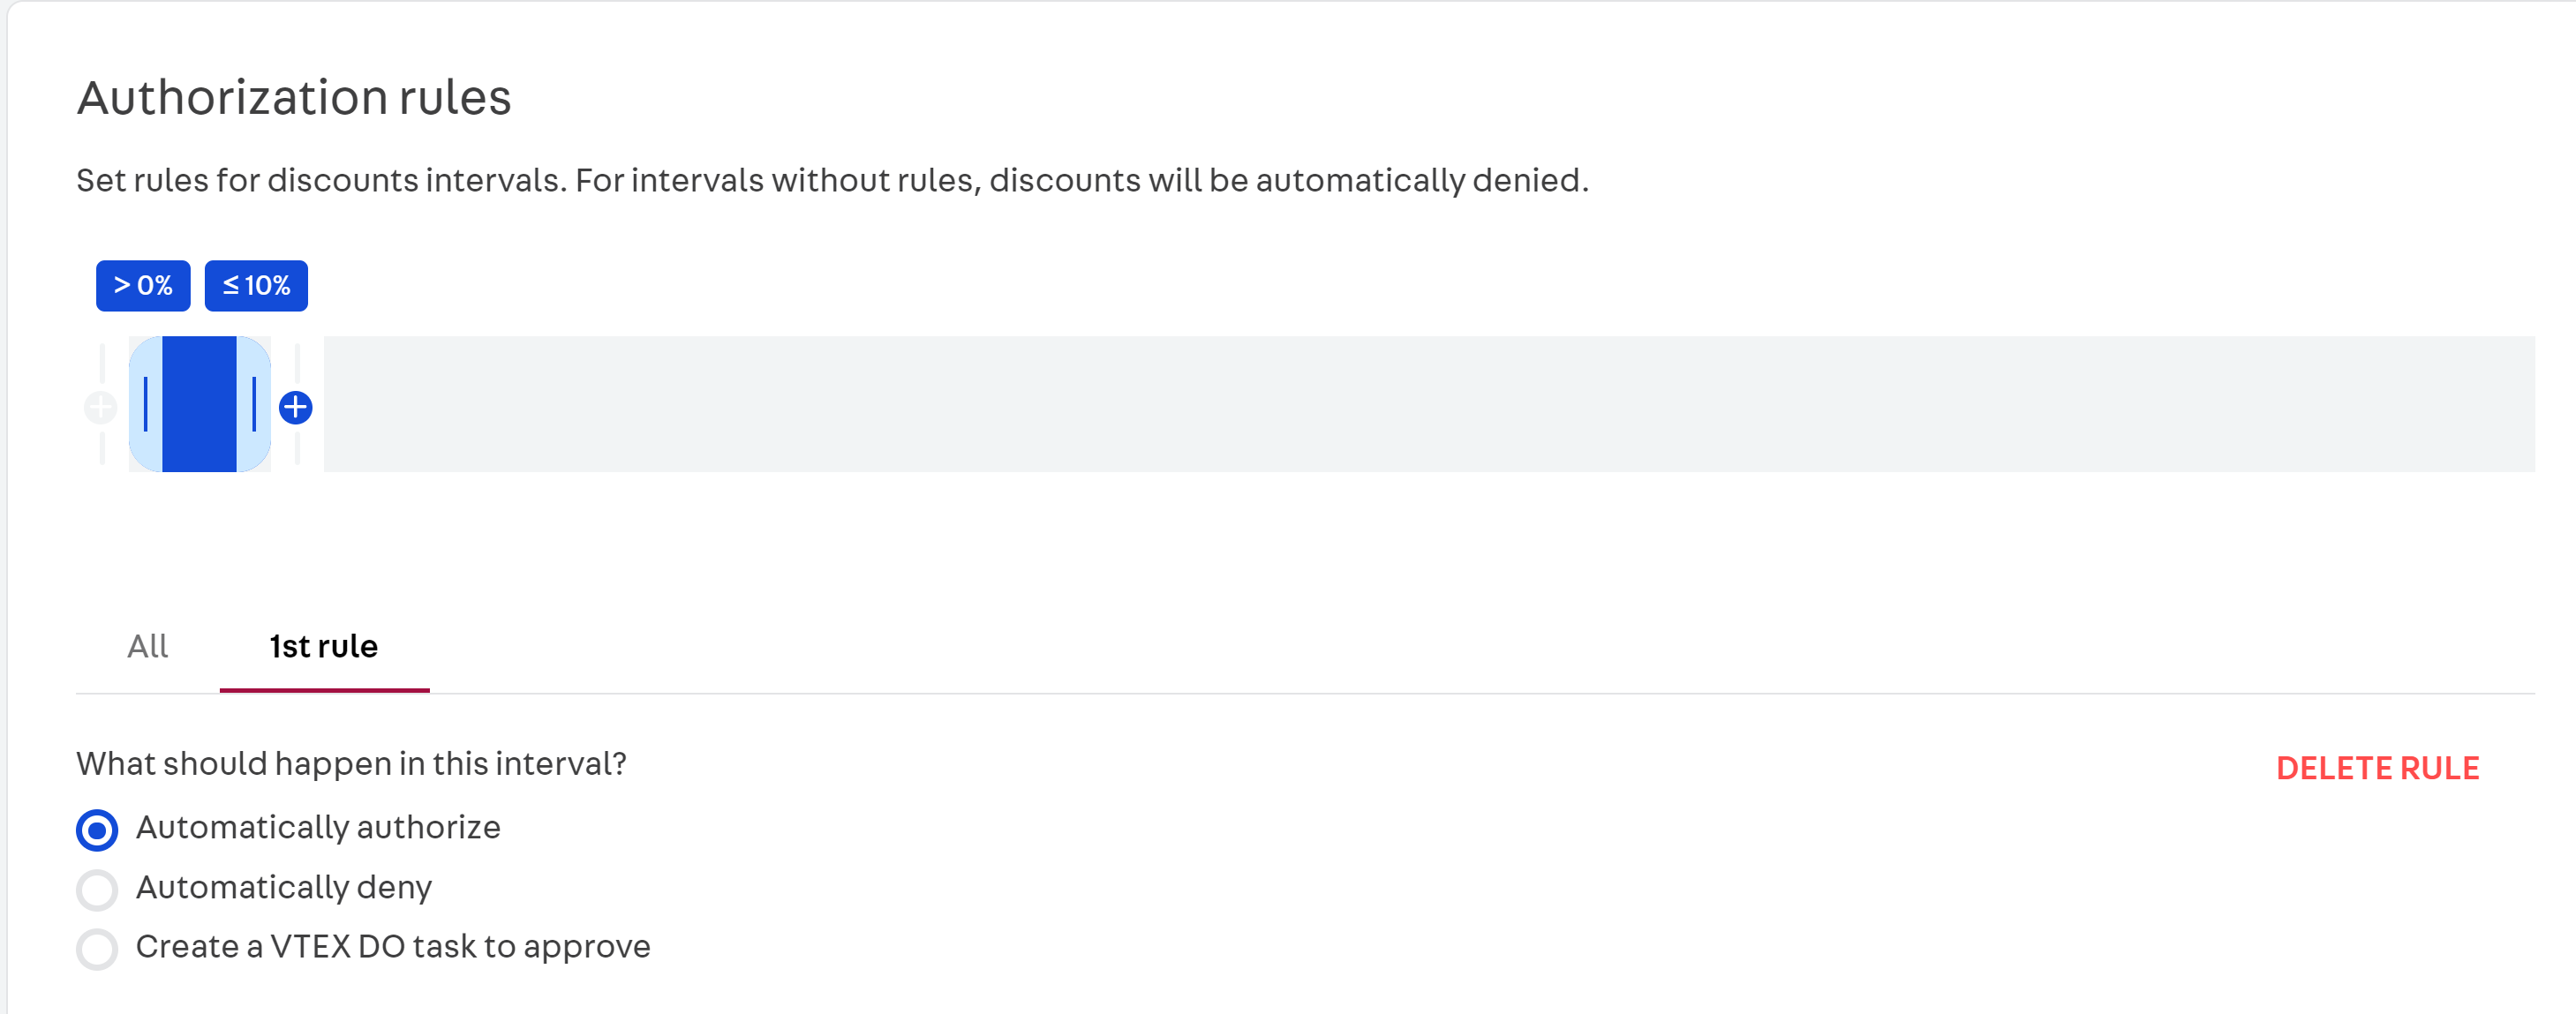 Authorization rules
Set rules for discounts intervals. For intervals without rules, discounts will be automatically denied.
> 0% ≤ 10%
All 1st rule
What should happen in this interval?
DELETE RULE
Automatically authorize
Automatically deny
Create a VTEX DO task to approve